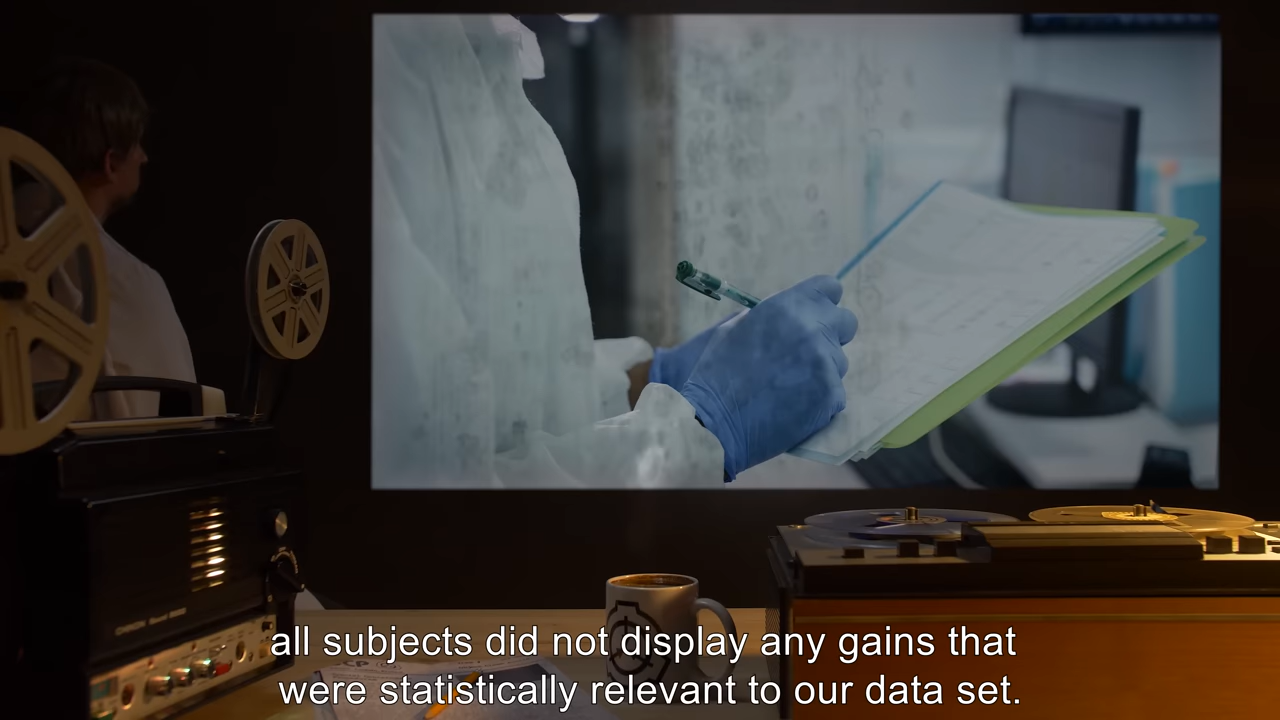 all subjects did not display any gains that
were statistically relevant to our data set.